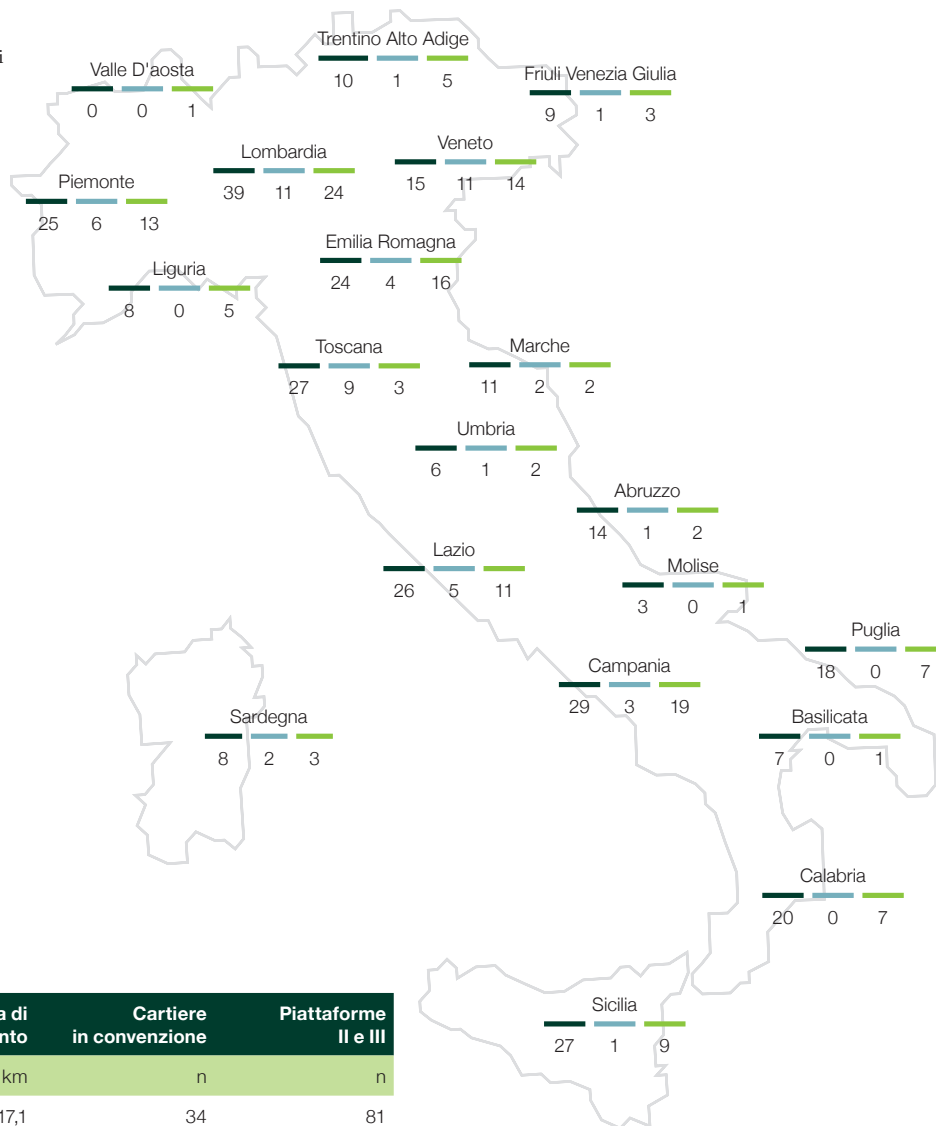 Trentino Alto Adige
10 1 5
Valle D'aosta
0 0 1
Friuli Venezia Giulia
9 1 3
Lombardia
39 11 24
Veneto
15 11 14
Piemonte
25 6 13
Emilia Romagna
24 4 16
Liguria
8 0 5
Toscana
27 9 3
Marche
11 2 2
Umbria
6 1 2
Abruzzo
14 1 2
Lazio
26 5 11
Molise
3 0 1
Puglia
18 0 7
Campania
29 3 19
Sardegna
8 2 3
Basilicata
7 0 1
Calabria
20 0 7
Sicilia
27 1 9
di Cartiere Piattaforme
in convenzione II e III
km n n
17,1 34 81